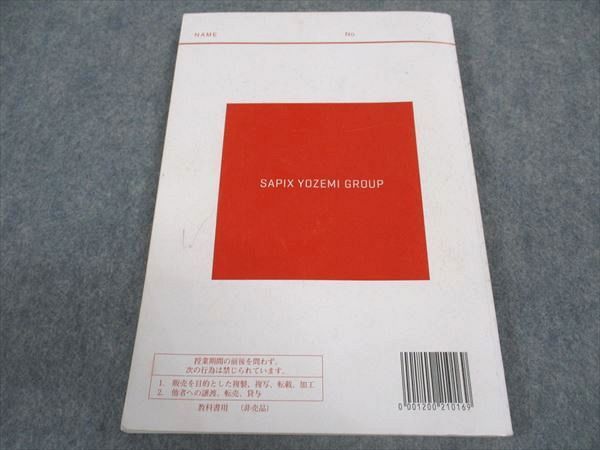 NAME No.
SAPIX YOZEMI GROUP
授業期間の前後を問わず、
次の行為は禁じられています。
1. 販売を目的とした複製、複写、転載、加工
2. 他者への譲渡、転売、貸与
教科書用 (非売品)
0 001200 210169